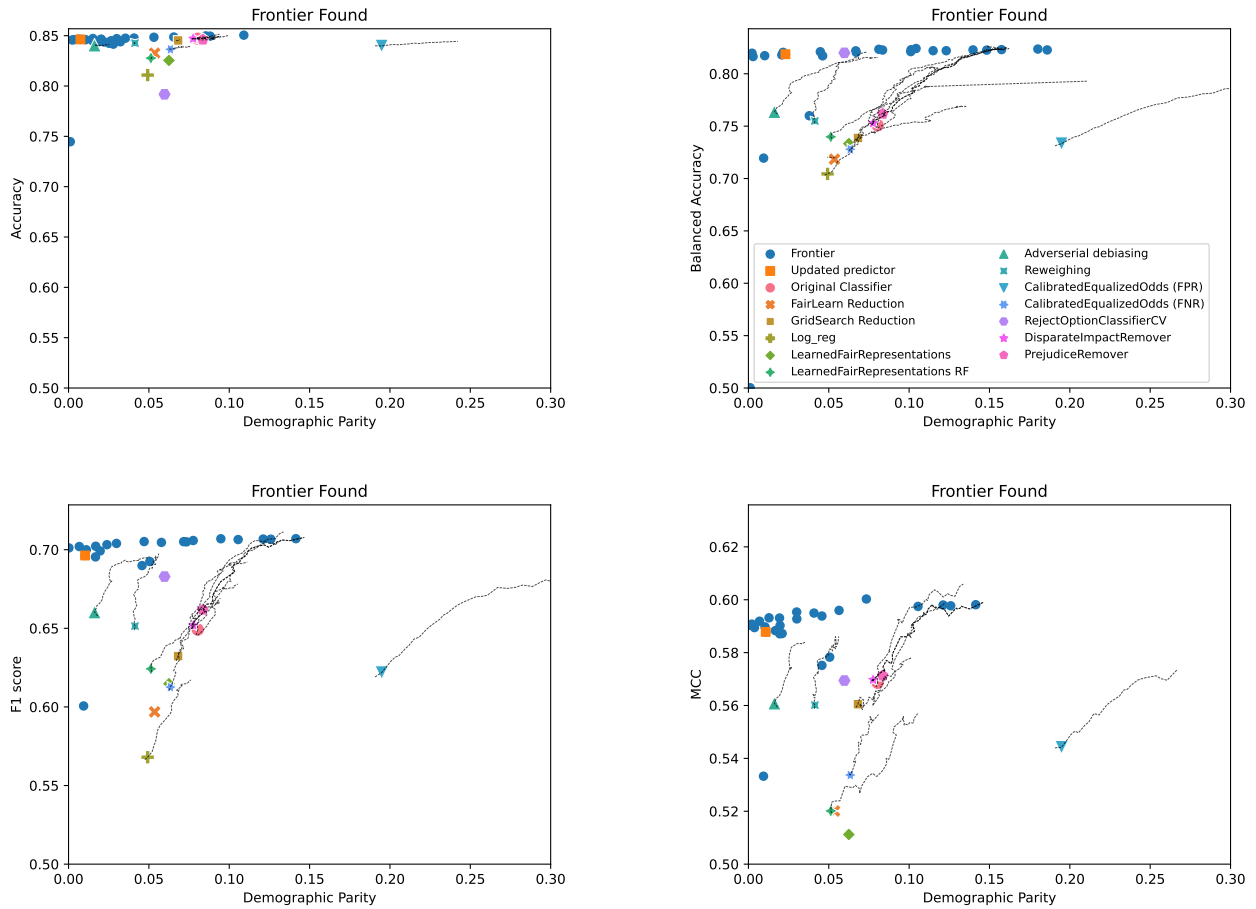 Frontier Found
Accuracy
0.85
0.80
0.75
0.70
0.65
0.60
0.55
0.50
0.00 0.05 0.10 0.15 0.20 0.25 0.30
Demographic Parity
Frontier Found
Balanced Accuracy
0.80
0.75
0.70
0.65
0.60
0.55
0.50
Frontier
Updated predictor
Original Classifier
FairLearn Reduction
GridSearch Reduction
Log_reg
LearnedFairRepresentations
LearnedFairRepresentations RF
Adverserial debiasing
Reweighing
CalibratedEqualizedOdds (FPR)
CalibratedEqualizedOdds (FNR)
RejectOptionClassifierCV
DisparateImpactRemover
PrejudiceRemover
0.00 0.05 0.10 0.15 0.20 0.25 0.30
Demographic Parity
Frontier Found
F1 score
0.70
0.65
0.60
0.55
0.50
0.00 0.05 0.10 0.15 0.20 0.25 0.30
Demographic Parity
Frontier Found
MCC
0.62
0.60
0.58
0.56
0.54
0.52
0.50
0.00 0.05 0.10 0.15 0.20 0.25 0.30
Demographic Parity